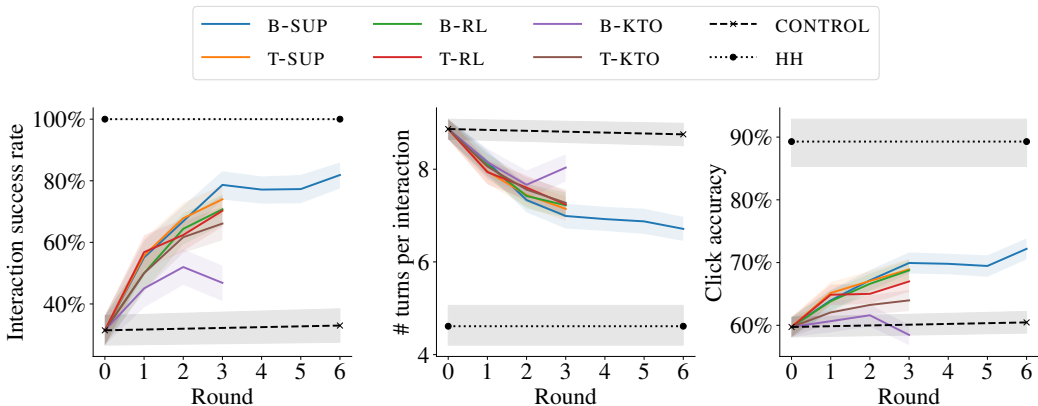 B-SUP B-RL B-KTO CONTROL
T-SUP T-RL T-KTO HH
Interaction success rate
100%
80%
60%
40%
0 1 2 3 4 5 6
Round
# turns per interaction
8
6
4
0 1 2 3 4 5 6
Round
Click accuracy
90%
80%
70%
60%
0 1 2 3 4 5 6
Round